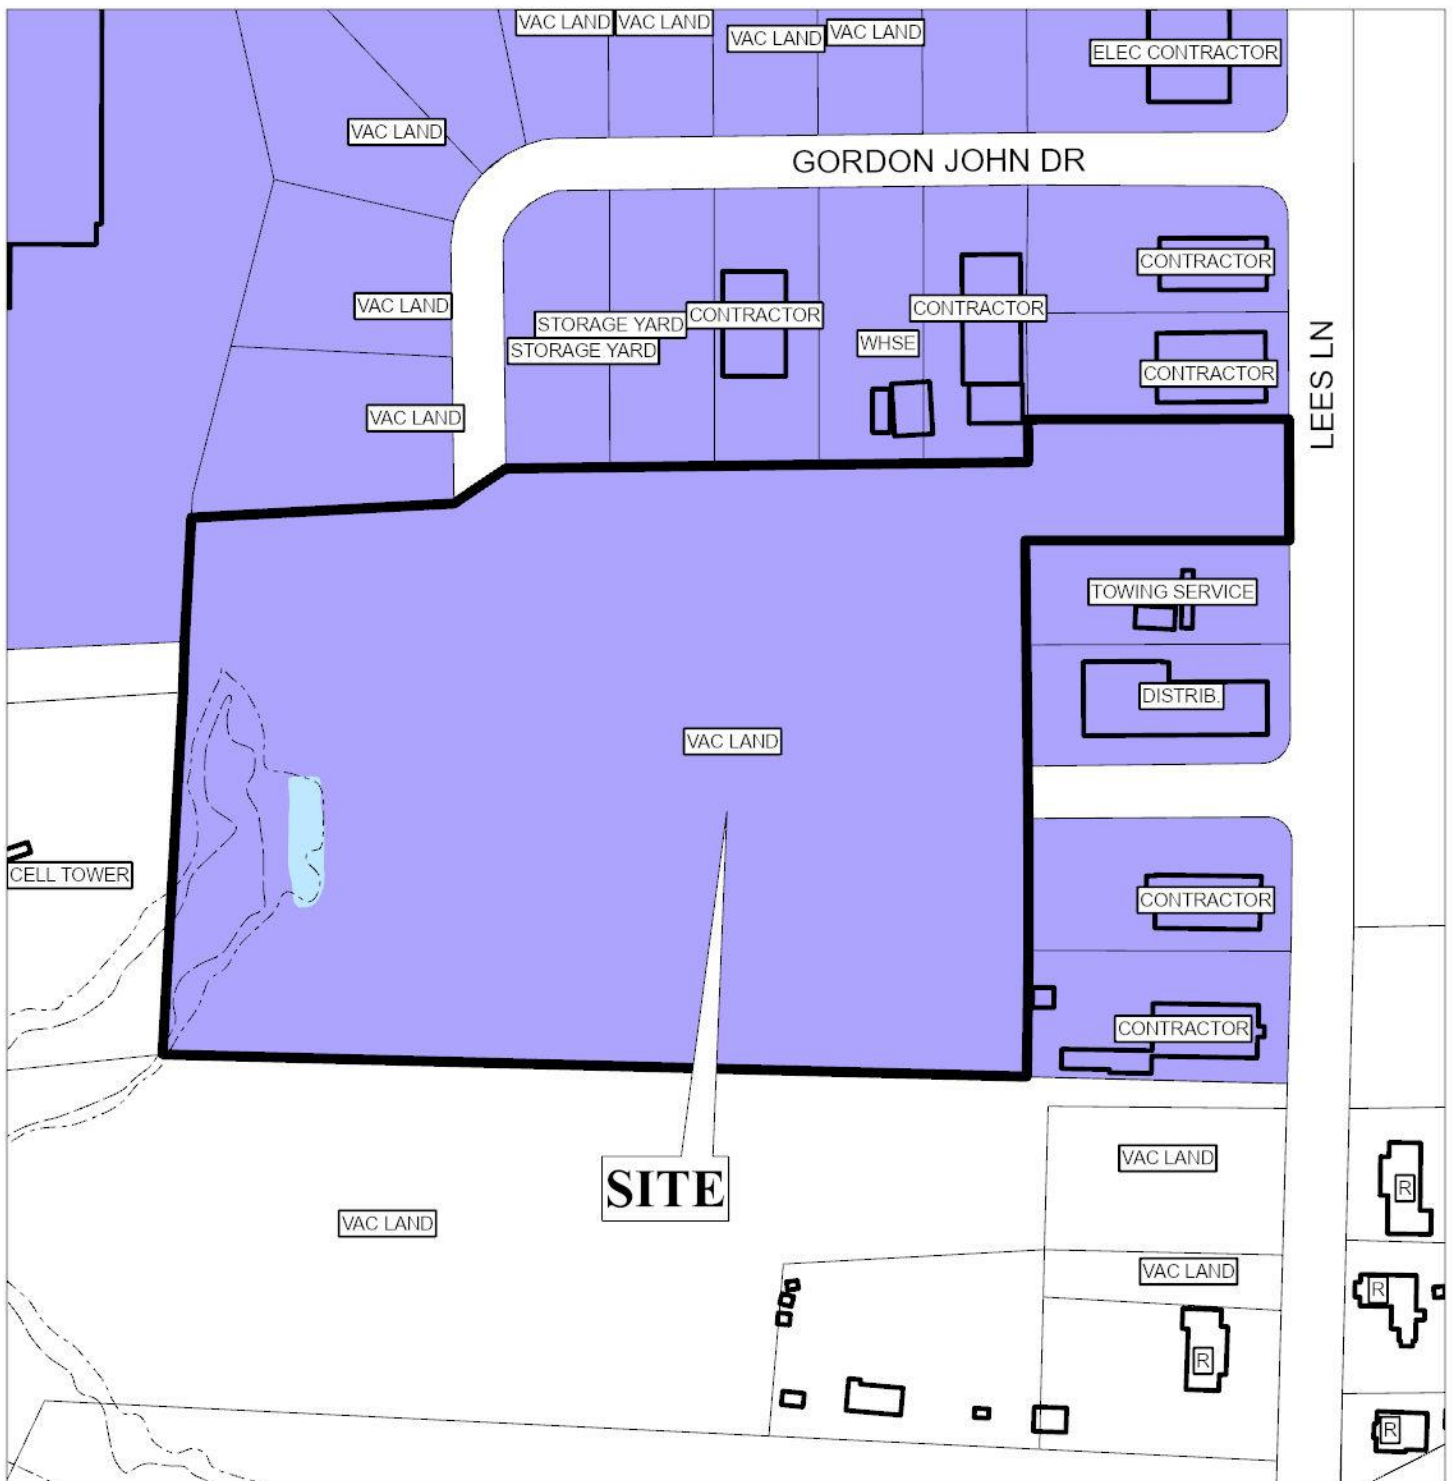 VAC LAND
VAC LAND
VAC LAND
VAC LAND
ELEC CONTRACTOR
VAC LAND
GORDON JOHN DR
CONTRACTOR
VAC LAND
STORAGE YARD
CONTRACTOR
CONTRACTOR
STORAGE YARD
WHSE
CONTRACTOR
LEES LN
VAC LAND
TOWING SERVICE
DISTRIB.
VAC LAND
CELL TOWER
CONTRACTOR
CONTRACTOR
SITE
VAC LAND
R
VAC LAND
VAC LAND
R
R
R